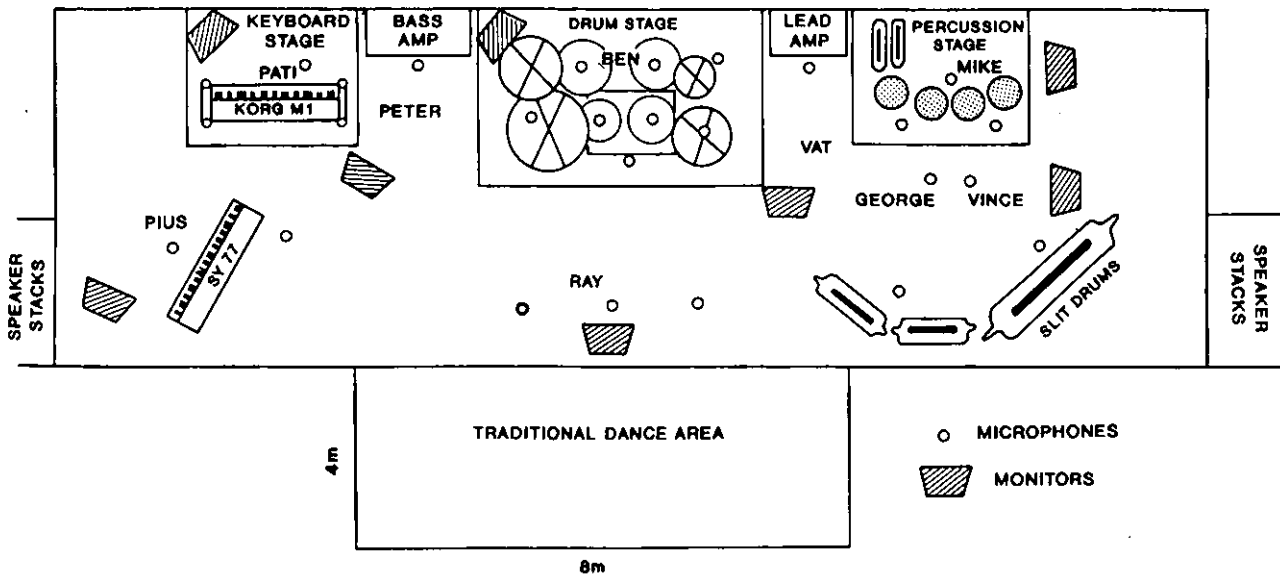 KEYBOARD
STAGE
PATI
KORG M1
BASS
AMP
PETER
DRUM STAGE
BEN
LEAD
AMP
VAT
PERCUSSION
STAGE
MIKE
GEORGE
VINCE
PIUS
SY 77
RAY
SLIT DRUMS
SPEAKER
STACKS
SPEAKER
STACKS
TRADITIONAL DANCE AREA
4m
8m
MICROPHONES
MONITORS